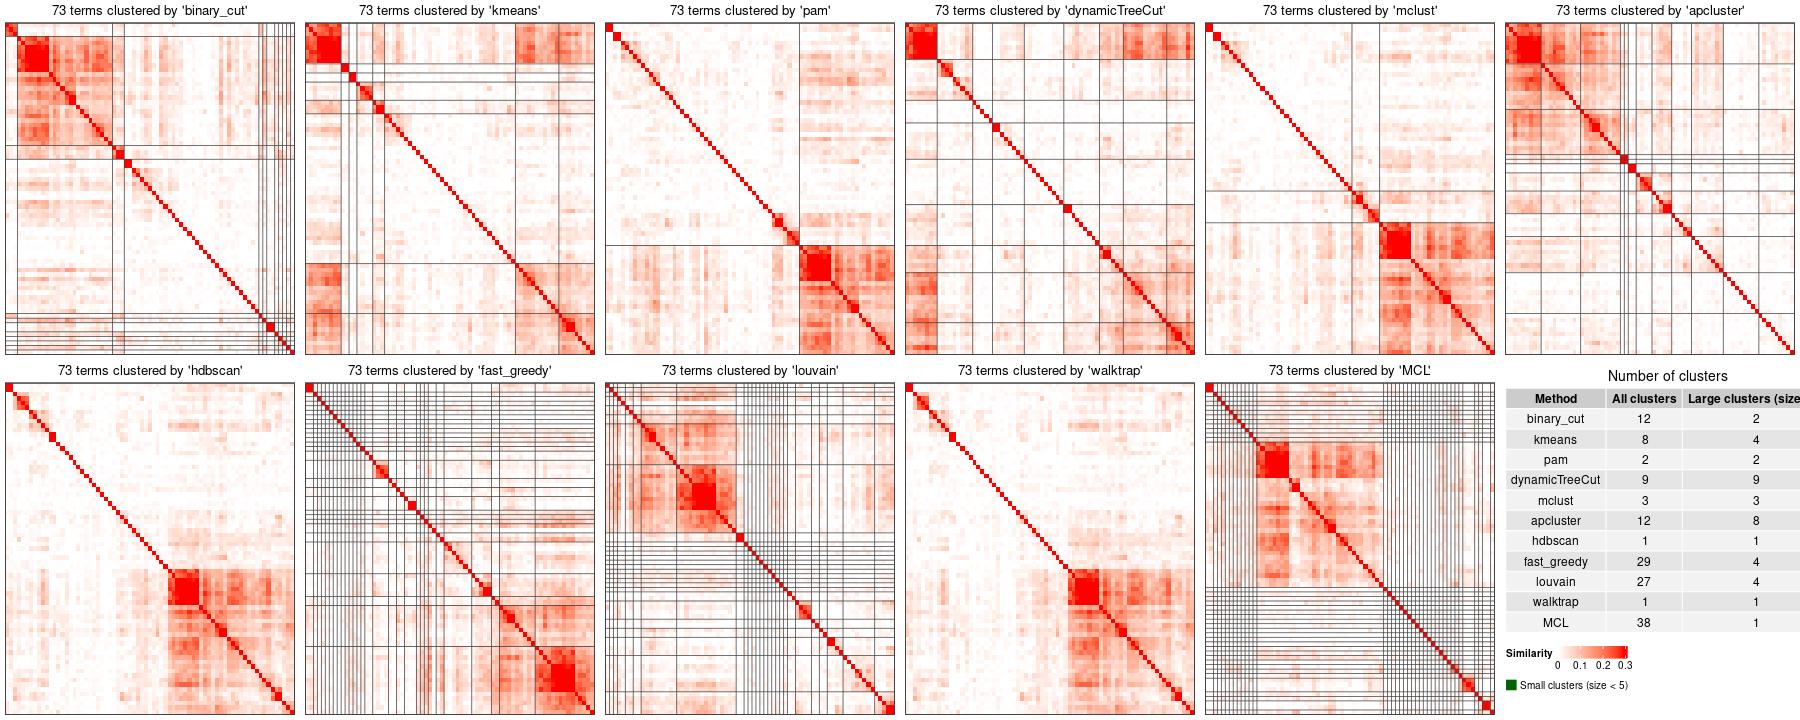 73 terms clustered by 'binary_cut'
73 terms clustered by 'kmeans'
73 terms clustered by 'pam'
73 terms clustered by 'dynamicTreeCut'
73 terms clustered by 'mclust'
73 terms clustered by 'apcluster'
73 terms clustered by 'hdbscan'
73 terms clustered by 'fast_greedy'
73 terms clustered by 'louvain'
73 terms clustered by 'walktrap'
73 terms clustered by 'MCL'
Number of clusters
Method All clusters Large clusters (size
binary_cut 12 2
kmeans 8 4
pam 2 2
dynamicTreeCut 9 9
mclust 3 3
apcluster 12 8
hdbscan 1 1
fast_greedy 29 4
louvain 27 4
walktrap 1 1
MCL 38 1
Similarity
0 0.1 0.2 0.3
Small clusters (size < 5)